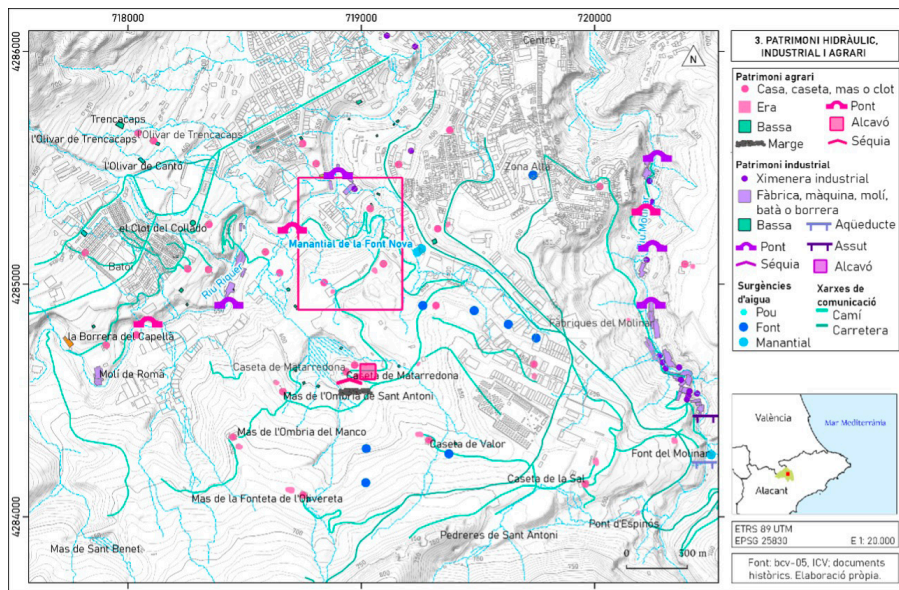 718000
719000
720000
4286000
4285000
4284000
Centre
N
Trencacaps
l'Olivar de Trencacaps
l'Olivar de Trencacaps
l'Olivar de Cantó
Zona Alta
el Clot del Collado
Batoi
Manantial de la Font Nova
Riu Riquer
la Borrera del Capellà
Fàbriques del Molinar
Molí de Romà
Caseta de Matarredona
Caseta de Matarredona
Mas de l'Ombria de Sant Antoni
Mas de l'Ombria del Manco
Caseta de Valor
Font del Molinar
Caseta de la Sal
Mas de la Fonteta de l'Olivereta
Pont d'Espinós
Pedreres de Sant Antoni
Mas de Sant Benet
0 500 m
3. PATRIMONI HIDRÀULIC,
INDUSTRIAL I AGRARI
Patrimoni agrari
Casa, caseta, mas o clot
Era
Pont
Bassa
Alcavó
Marge
Séquia
Patrimoni industrial
Ximenera industrial
Fàbrica, màquina, molí,
batà o borrera
Bassa
Aqüeducte
Pont
Assut
Séquia
Alcavó
Surgències
d'aigua
Xarxes de
comunicació
Pou
Camí
Font
Carretera
Manantial
València
Mar Mediterrània
Alacant
ETRS 89 UTM
EPSG 25830
E 1: 20.000
Font: bcv-05, ICV; documents
històrics. Elaboració pròpia.